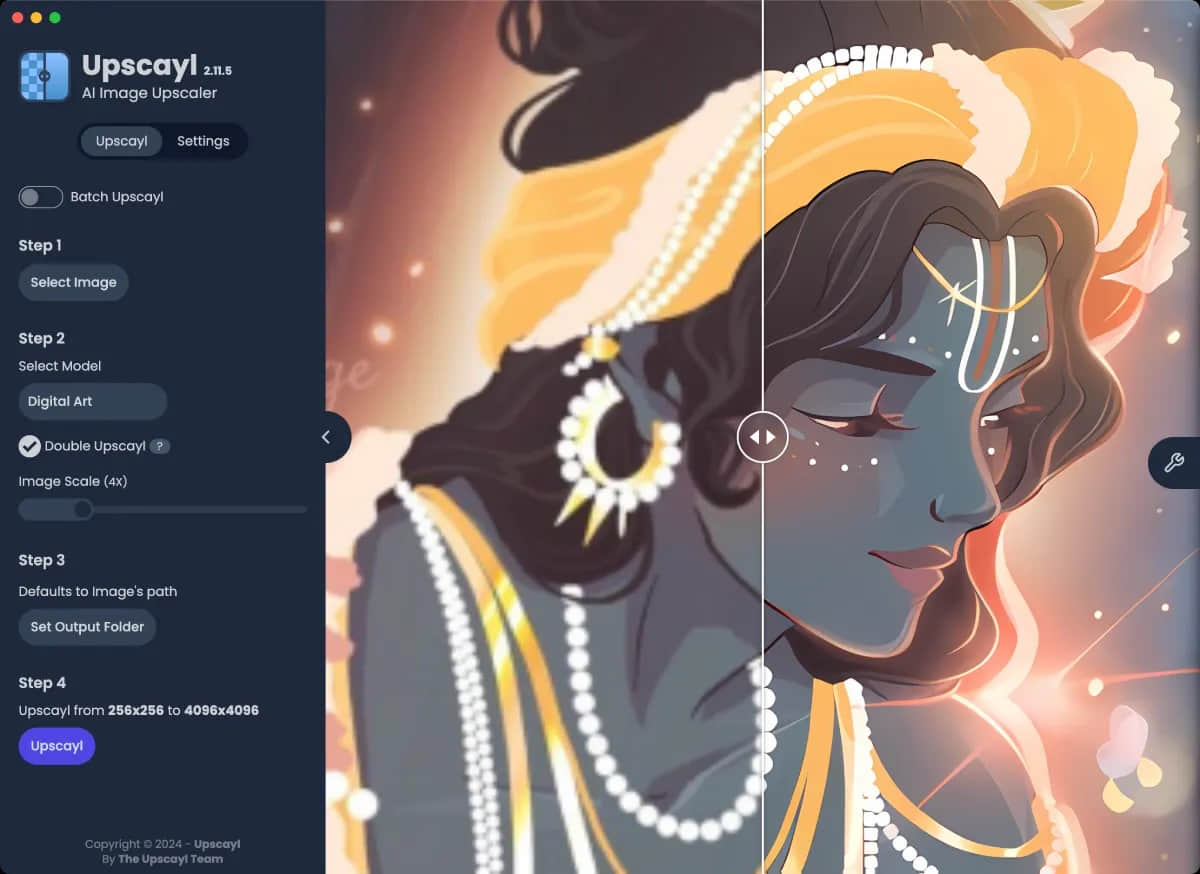 Upscayl 2.11.5
AI Image Upscaler
Upscayl Settings
Batch Upscayl
Step 1
Select Image
Step 2
Select Model
Digital Art
Double Upscayl ?
Image Scale (4X)
Step 3
Defaults to Image's path
Set Output Folder
Step 4
Upscayl from 256x256 to 4096x4096
Upscayl
Copyright © 2024 - Upscayl
By The Upscayl Team